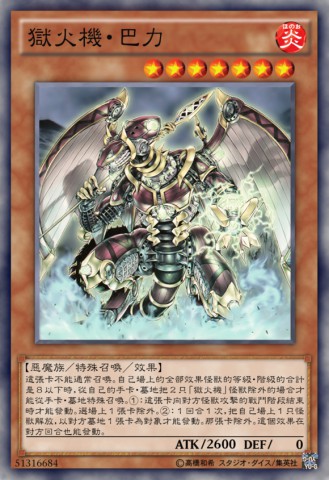 獄火機・巴力
ほのお
炎
【惡魔族／特殊召喚／效果】
這張卡不能通常召喚。自己場上的全部效果怪獸的等級・階級的合計
是８以下時，從自己的手卡・墓地把２只「獄火機」怪獸除外的場合才
能從手卡・墓地特殊召喚。①：這張卡向對方怪獸攻擊的戰鬥階段結束
時才能發動。選場上１張卡除外。②：１回合１次，把自己場上１只怪
獸解放，以對方墓地１張卡為對象才能發動。那張卡除外。這個效果在
對方回合也能發動。
ATK/2600 DEF/ 0
51316684
©高橋和希 スタジオ・ダイス/集英社